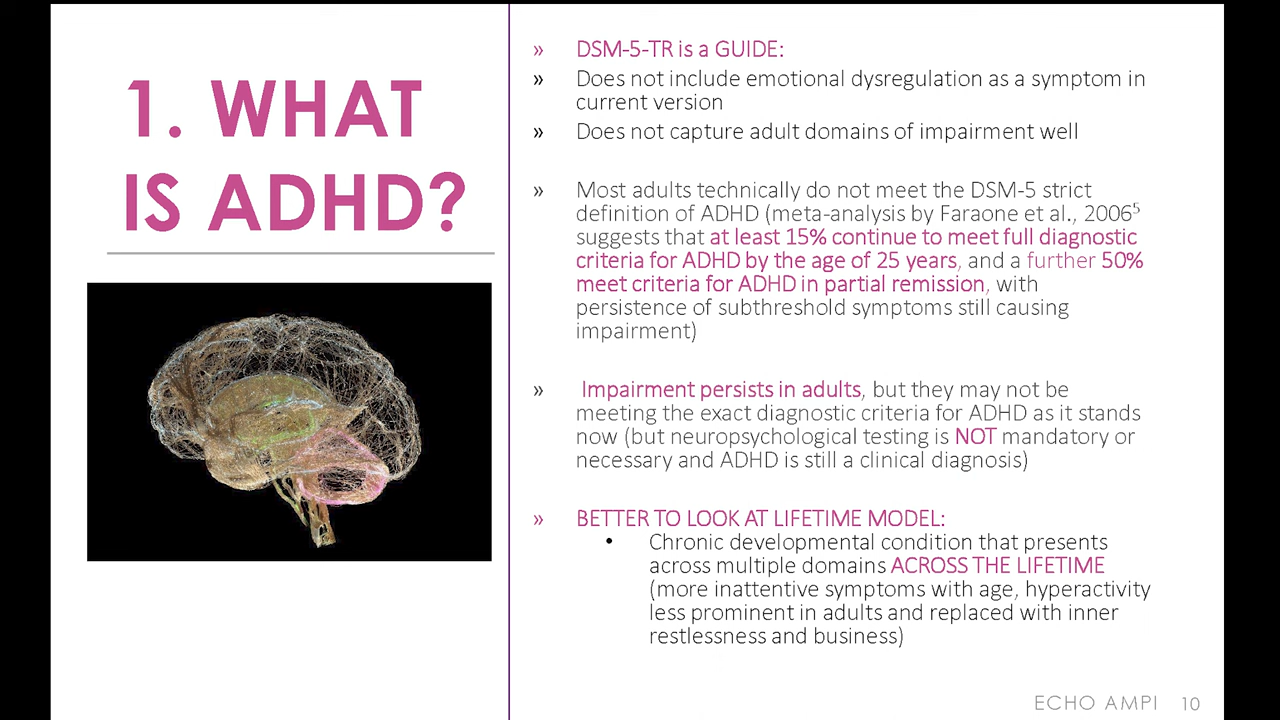 1. WHAT
IS ADHD?
» DSM-5-TR is a GUIDE:
» Does not include emotional dysregulation as a symptom in
current version
» Does not capture adult domains of impairment well
» Most adults technically do not meet the DSM-5 strict
definition of ADHD (meta-analysis by Faraone et al., 2006⁵
suggests that at least 15% continue to meet full diagnostic
criteria for ADHD by the age of 25 years, and a further 50%
meet criteria for ADHD in partial remission, with
persistence of subthreshold symptoms still causing
impairment)
» Impairment persists in adults, but they may not be
meeting the exact diagnostic criteria for ADHD as it stands
now (but neuropsychological testing is NOT mandatory or
necessary and ADHD is still a clinical diagnosis)
» BETTER TO LOOK AT LIFETIME MODEL:
• Chronic developmental condition that presents
across multiple domains ACROSS THE LIFETIME
(more inattentive symptoms with age, hyperactivity
less prominent in adults and replaced with inner
restlessness and business)
ECHO AMPI 10